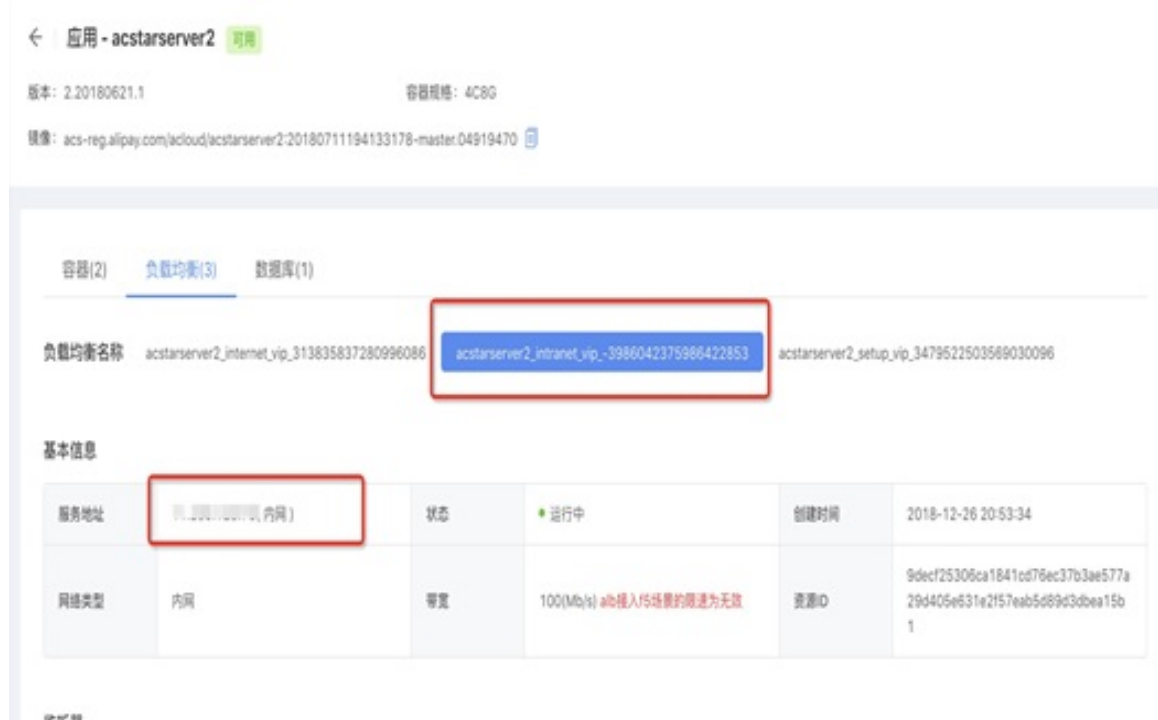 应用 - acstarserver2 可用
版本：2.20180621.1 容器规格：4C8G
镜像：acs-reg.alipay.com/acloud/acstarserver2:20180711194133178-master.04919470
容器(2) 负载均衡(3) 数据库(1)
负载均衡名称 acstarserver2_internet_vip_313835837280996086 acstarserver2_intranet_vip_-3986042375986422853 acstarserver2_setup_vip_3479522503569030096
基本信息
服务地址 (内网) 状态 运行中 创建时间 2018-12-26 20:53:34
网络类型 内网 带宽 100(Mb/s) alb接入f5场景的限速为无效 资源ID 9decf25306ca1841cd76ec37b3ae577a
29d405e631e2f57eab5d89d3dbea15b
1